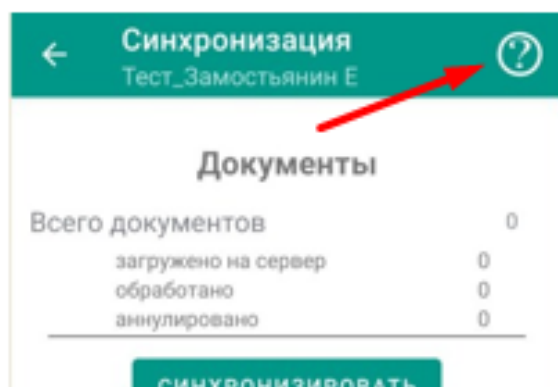 Синхронизация
Тест_Замостьянин Е
Документы
Всего документов 0
загружено на сервер 0
обработано 0
аннулировано 0
СИНХРОНИЗИРОВАТЬ